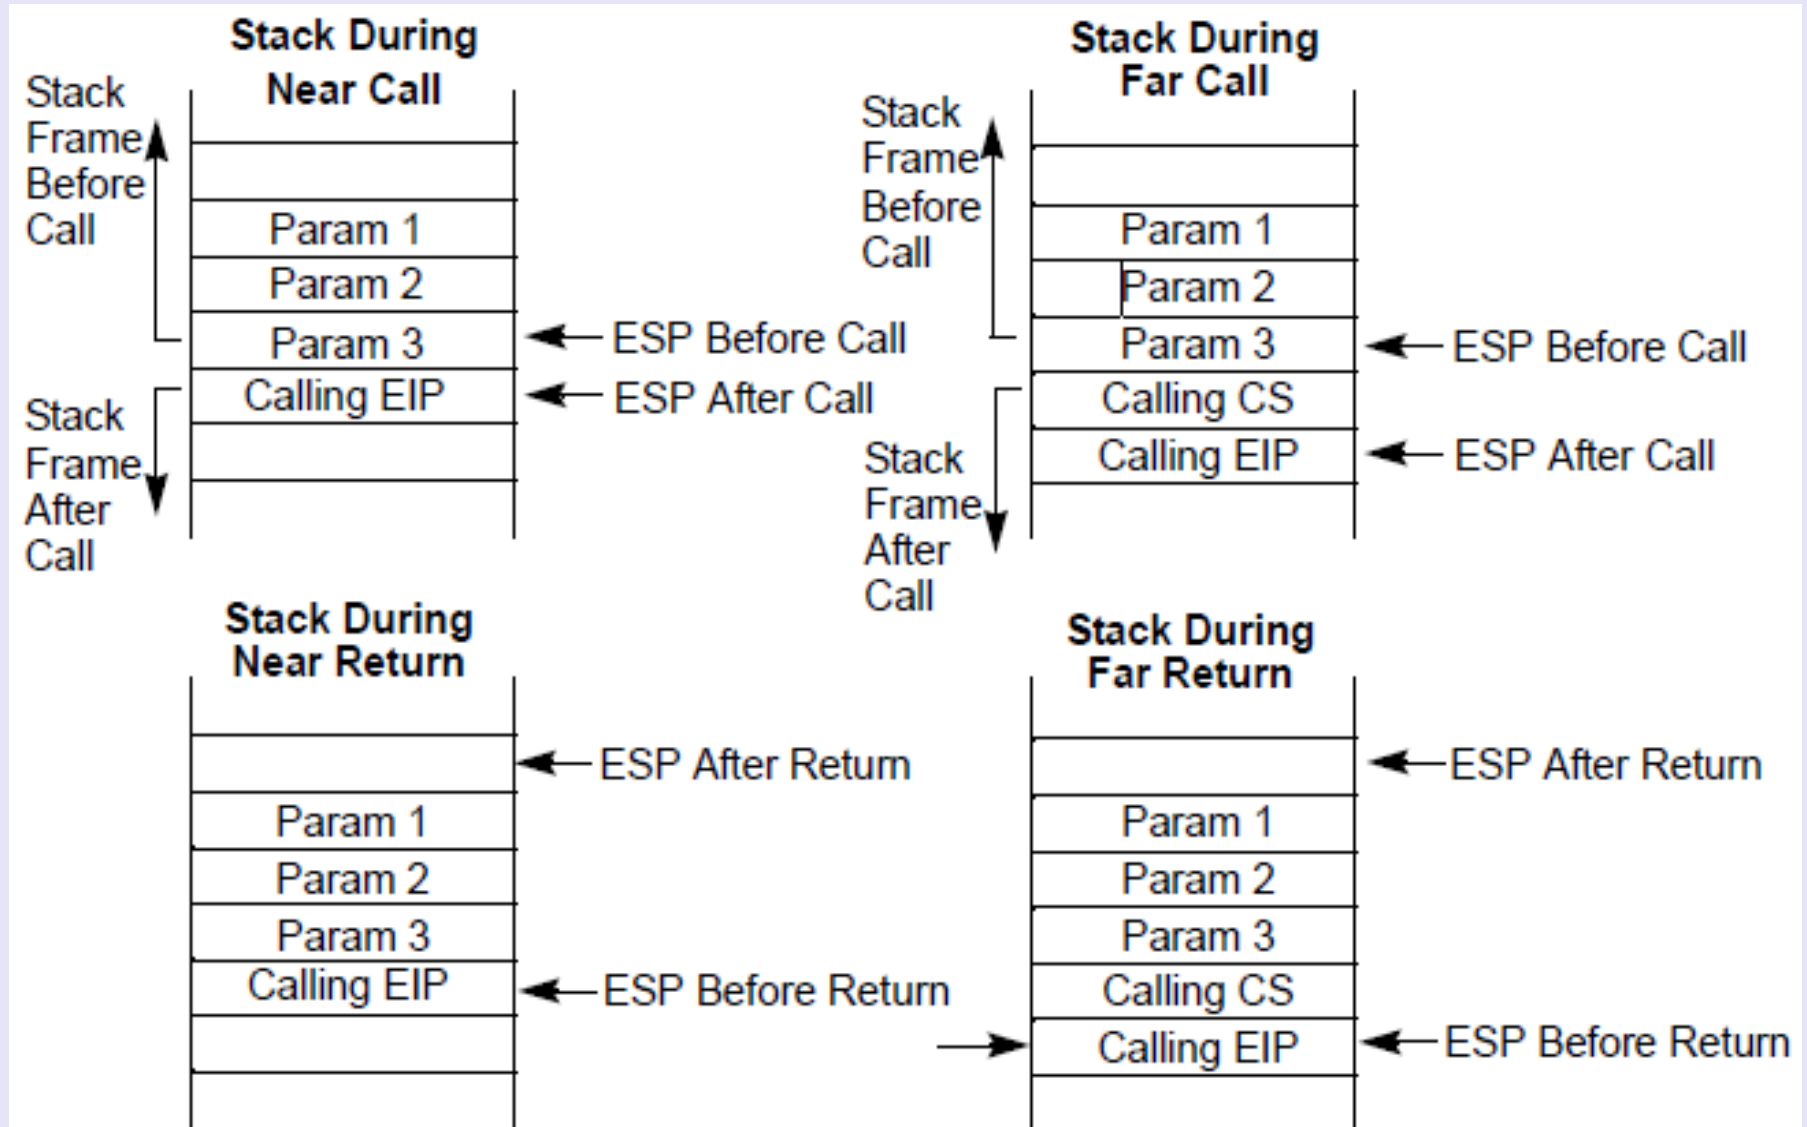 Stack During
Near Call
Stack
Frame
Before
Call
Param 1
Param 2
Param 3
Calling EIP
ESP Before Call
ESP After Call
Stack
Frame
After
Call
Stack During
Far Call
Stack
Frame
Before
Call
Param 1
Param 2
Param 3
Calling CS
Calling EIP
ESP Before Call
ESP After Call
Stack
Frame
After
Call
Stack During
Near Return
ESP After Return
Param 1
Param 2
Param 3
Calling EIP
ESP Before Return
Stack During
Far Return
ESP After Return
Param 1
Param 2
Param 3
Calling CS
Calling EIP
ESP Before Return